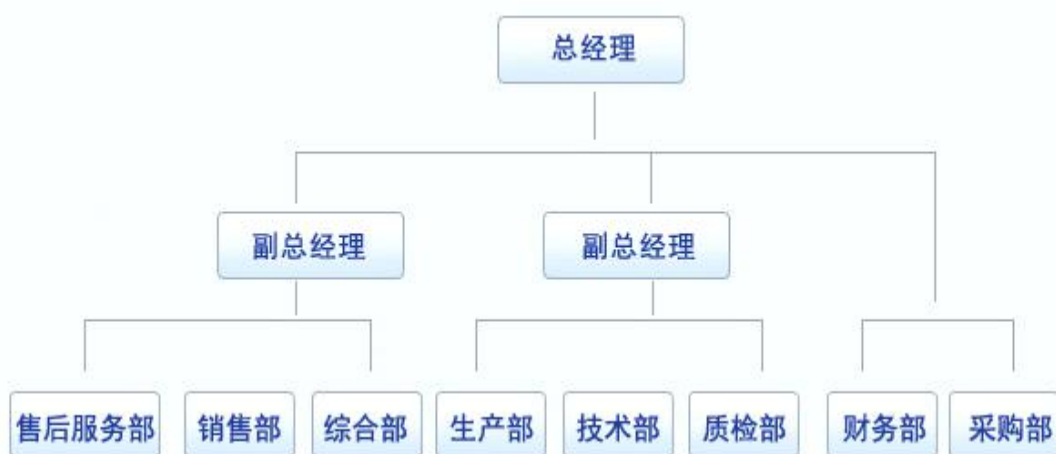 总经理
副总经理
副总经理
售后服务部
销售部
综合部
生产部
技术部
质检部
财务部
采购部